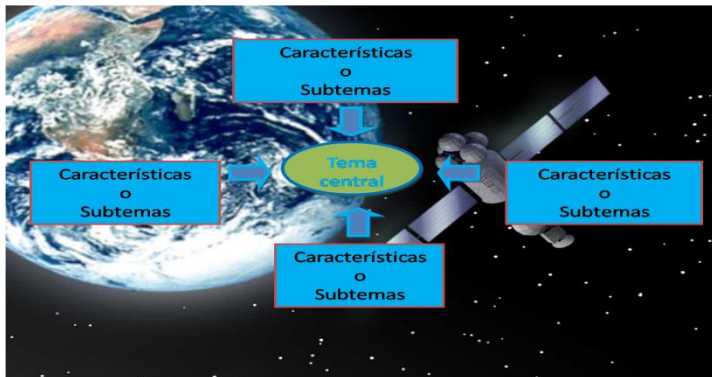 Características
o
Subtemas
Tema
central
Características
o
Subtemas
Características
o
Subtemas
Características
o
Subtemas